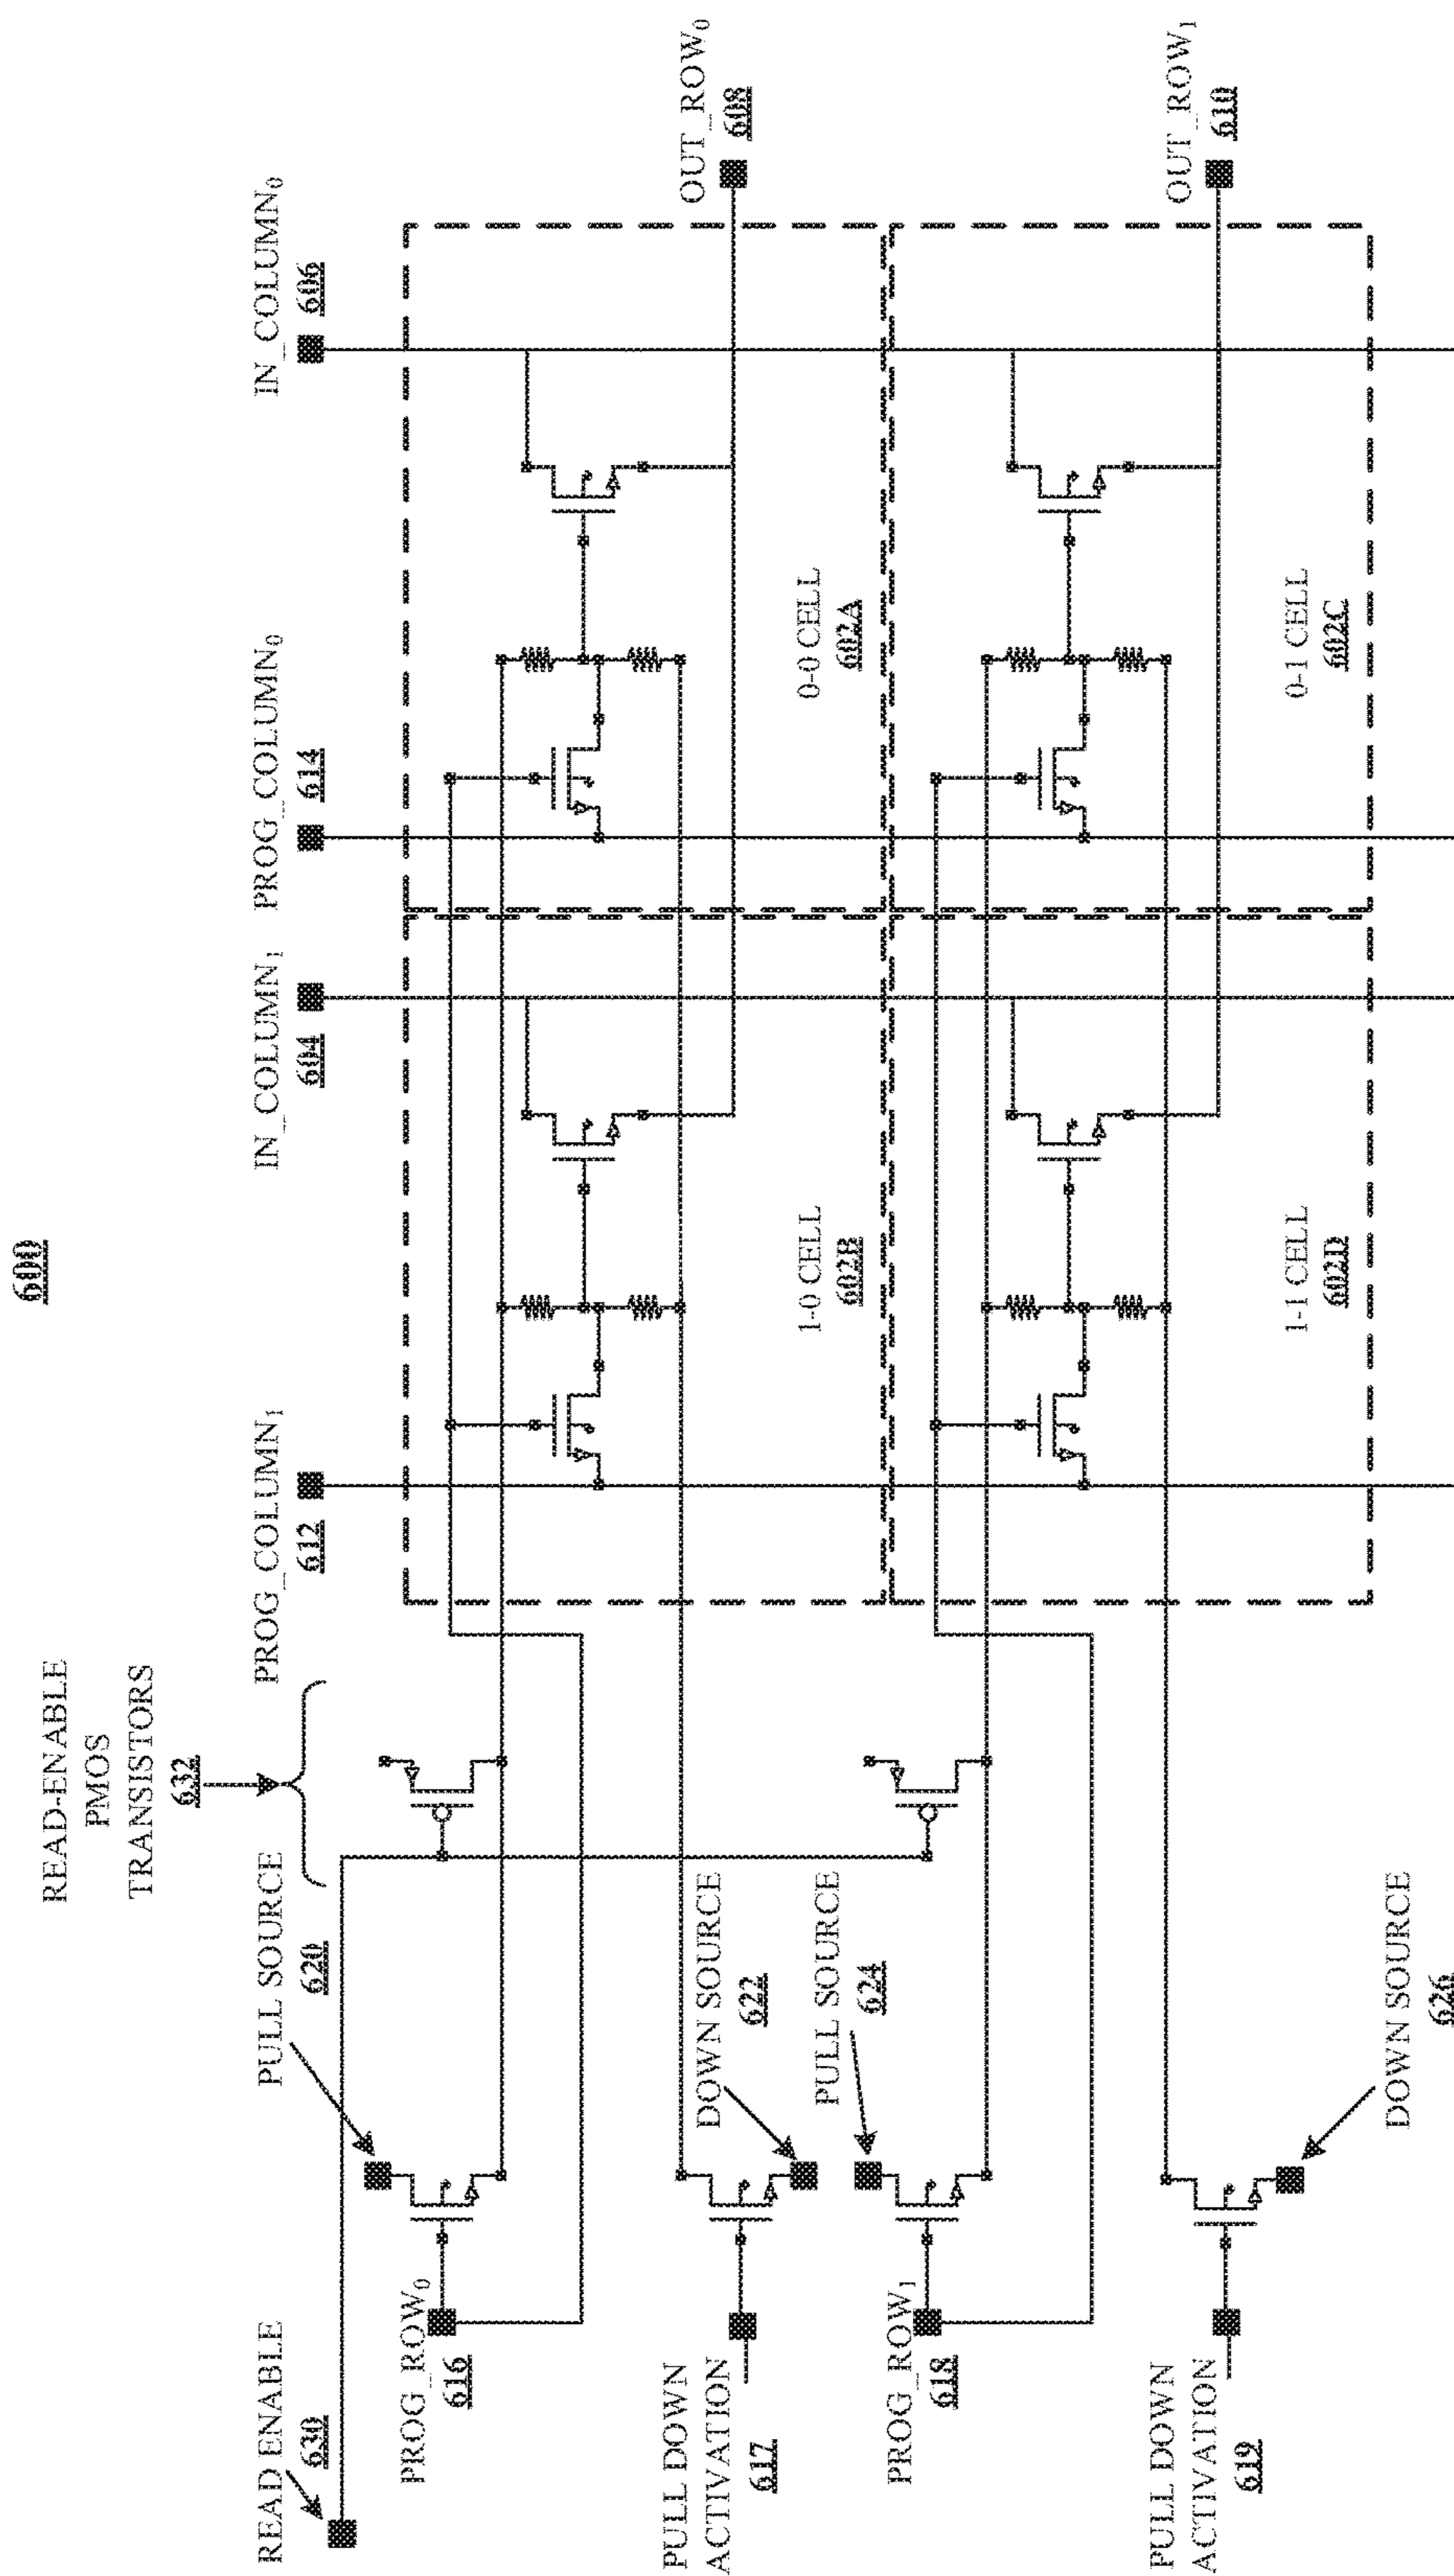 600
READ-ENABLE
PMOS
TRANSISTORS
632
READ ENABLE
630
PULL SOURCE
620
PROG_COLUMN₁
612
IN_COLUMN₁
604
PROG_COLUMN₀
614
IN_COLUMN₀
606
PROG_ROW₀
616
OUT_ROW₀
608
PULL DOWN
ACTIVATION
617
DOWN SOURCE
622
1-0 CELL
602B
0-0 CELL
602A
PULL SOURCE
624
PROG_ROW₁
618
OUT_ROW₁
610
PULL DOWN
ACTIVATION
619
DOWN SOURCE
626
1-1 CELL
602D
0-1 CELL
602C